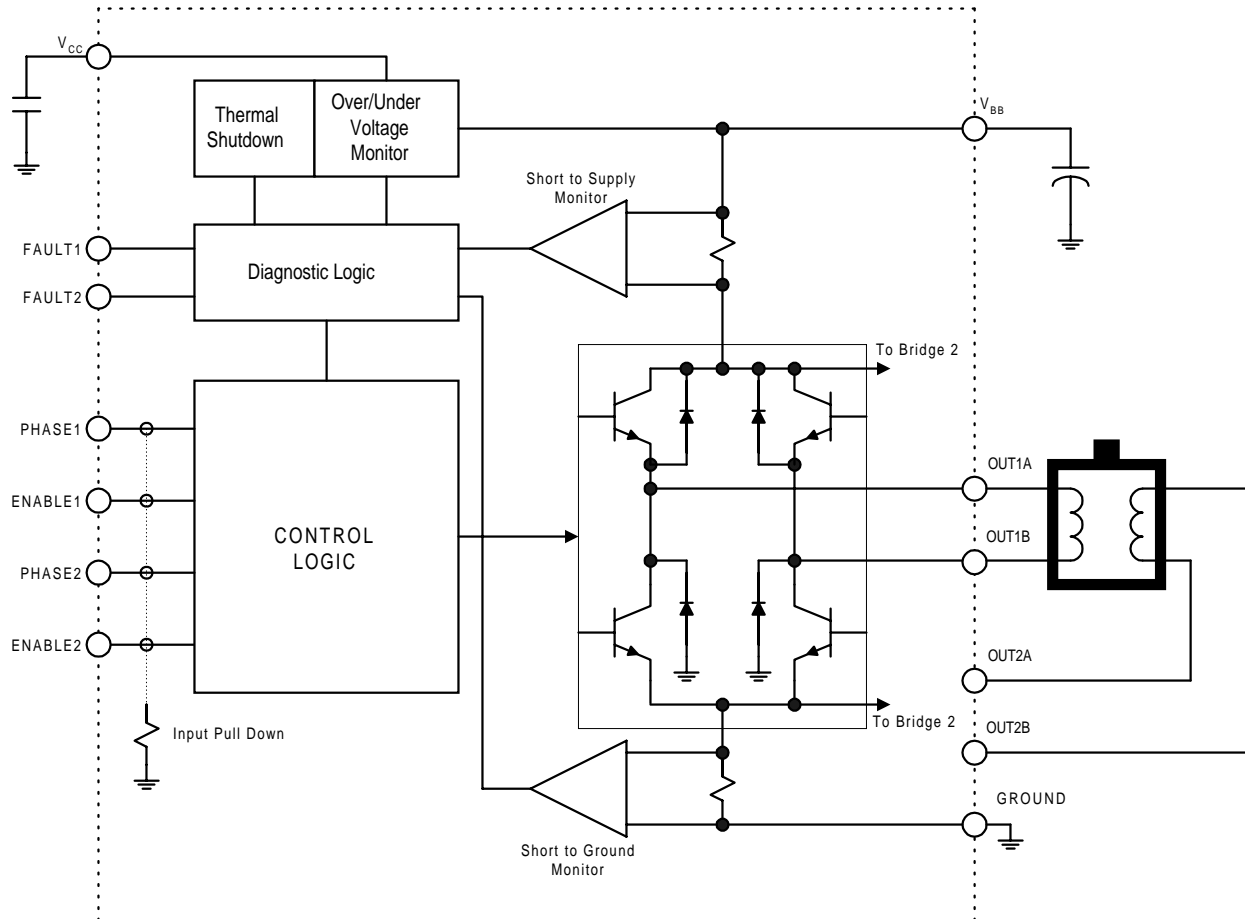 VCC
Thermal
Shutdown
Over/Under
Voltage
Monitor
VBB
Short to Supply
Monitor
FAULT1
Diagnostic Logic
FAULT2
To Bridge 2
PHASE1
ENABLE1
CONTROL
LOGIC
PHASE2
ENABLE2
OUT1A
OUT1B
OUT2A
To Bridge 2
OUT2B
Input Pull Down
GROUND
Short to Ground
Monitor